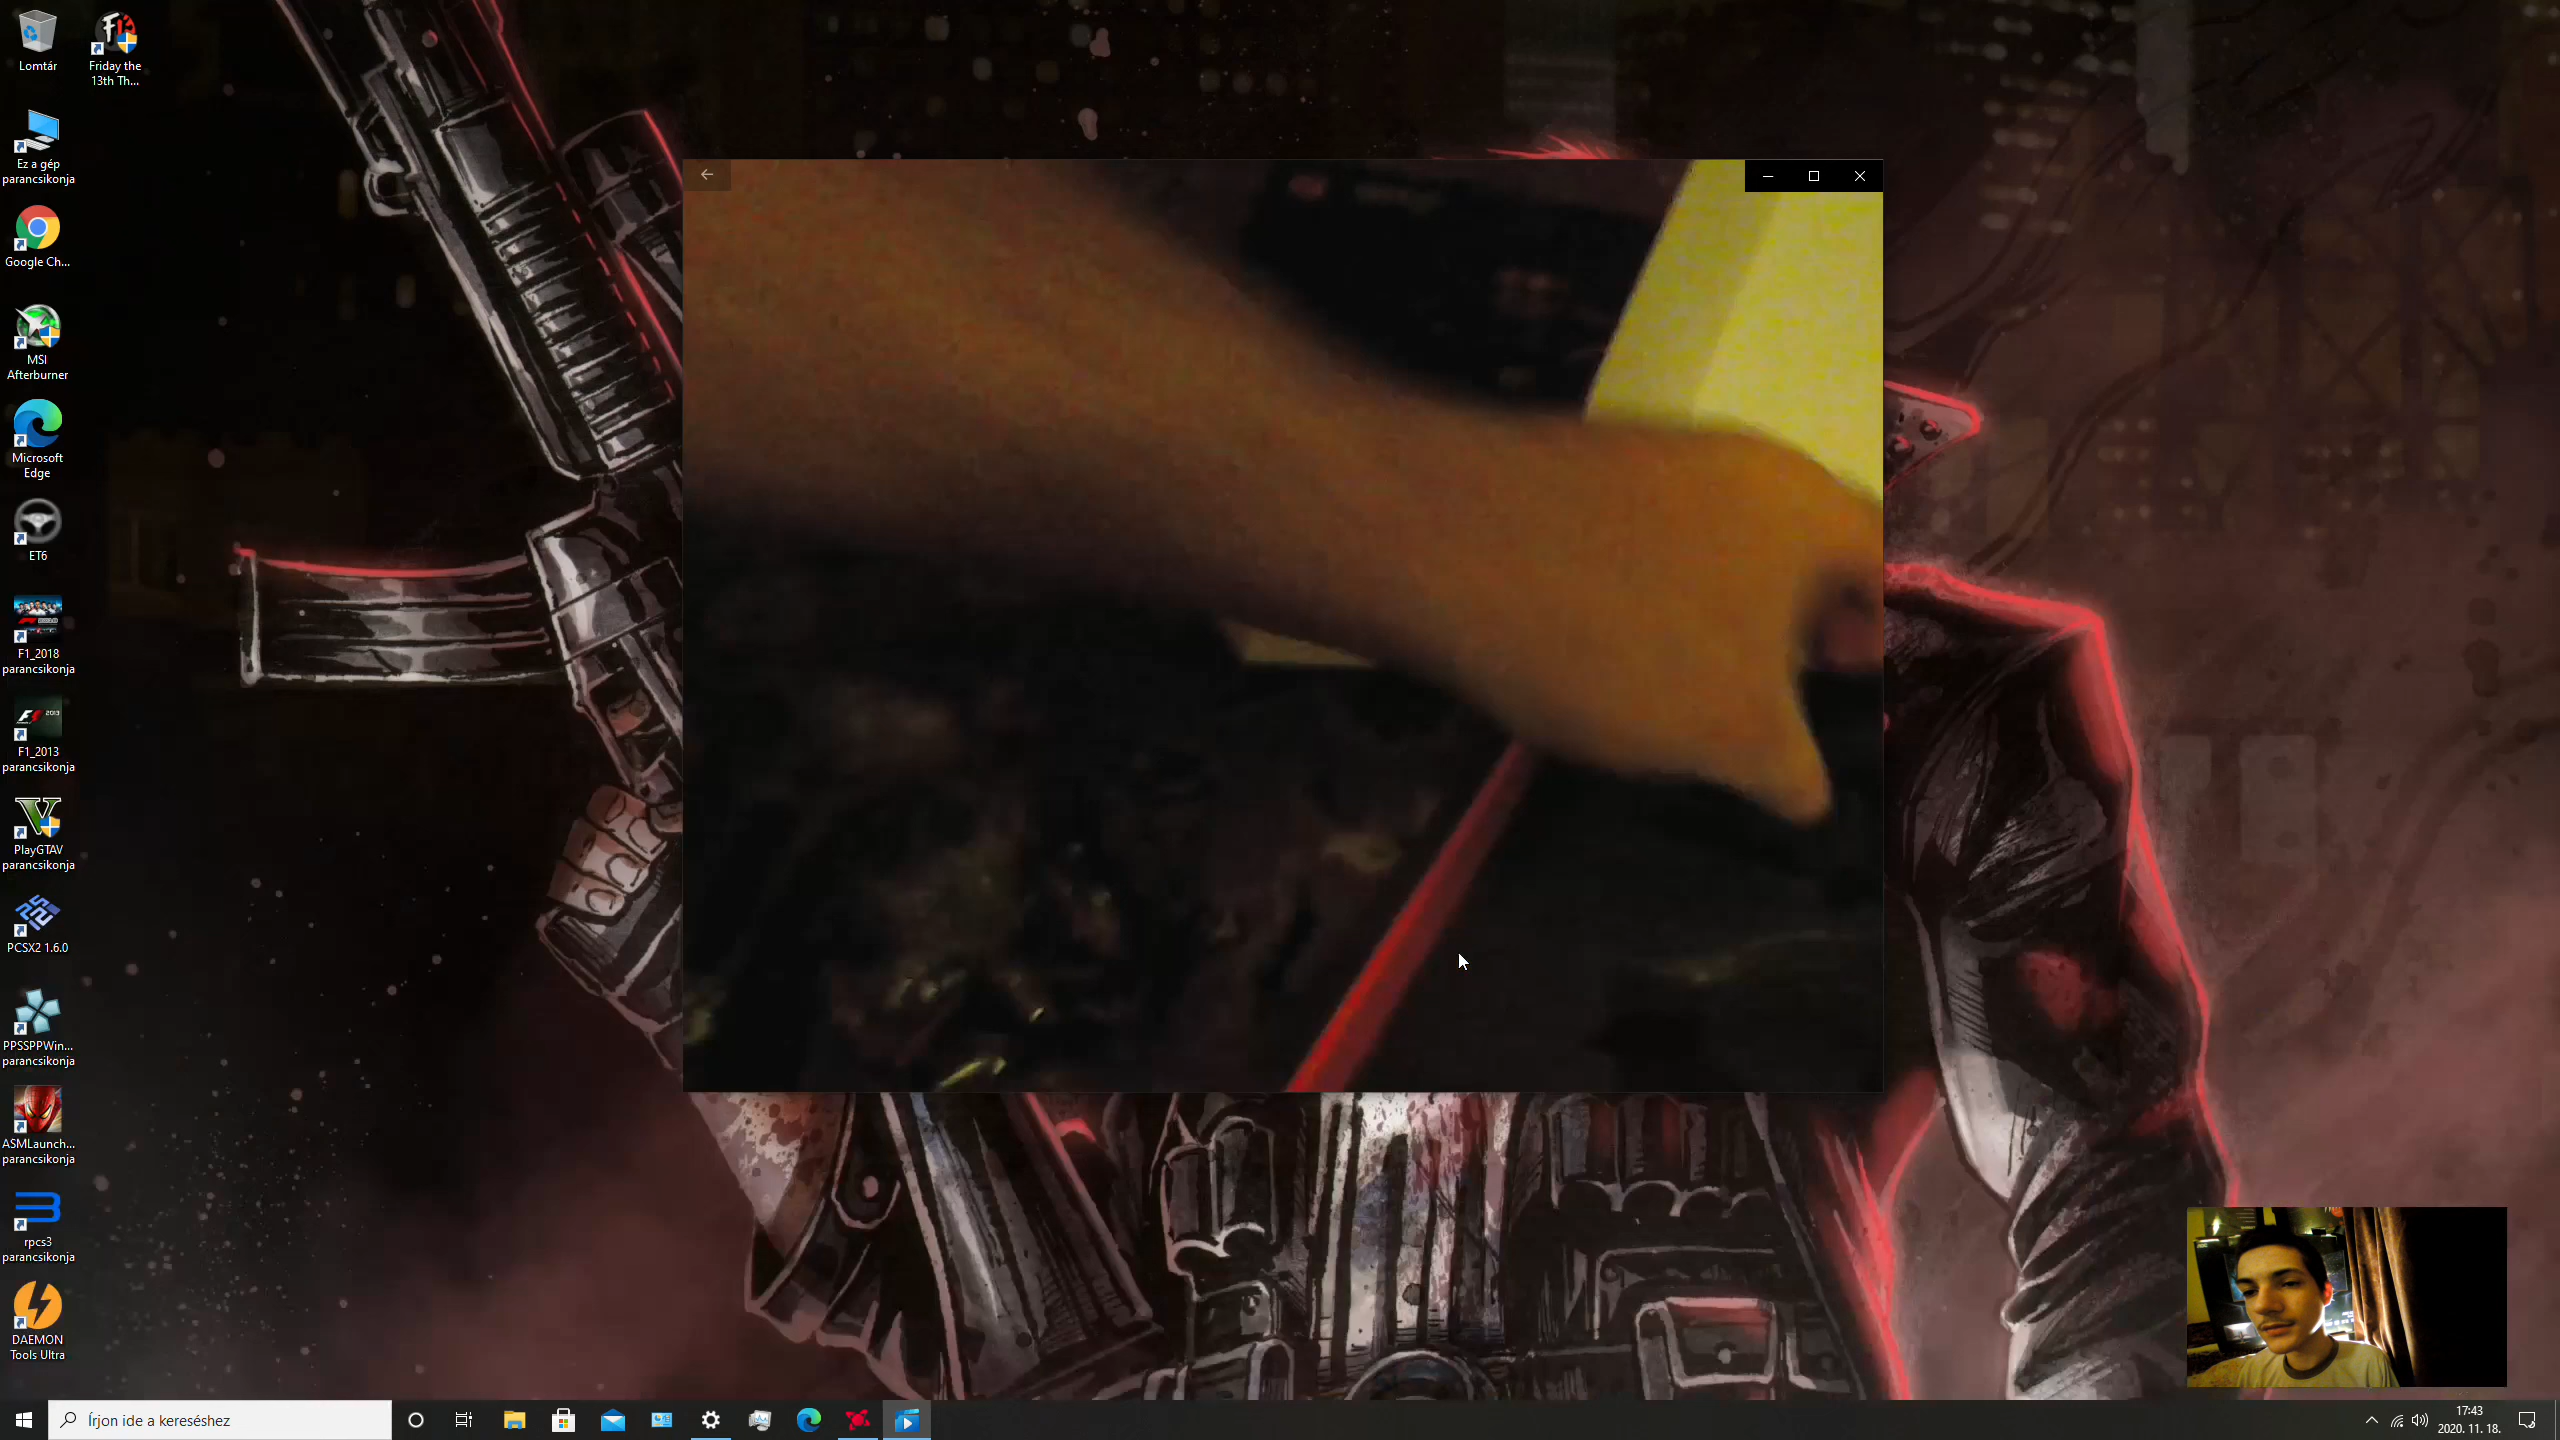 Lomtár
Friday the
13th Th...
Ez a gép
parancsikonja
Google Ch...
MSI
Afterburner
Microsoft
Edge
ET6
F1_2018
parancsikonja
F1_2013
parancsikonja
PlayGTAV
parancsikonja
PCSX2 1.6.0
PPSSPPWin...
parancsikonja
ASMLaunch...
parancsikonja
rpcs3
parancsikonja
DAEMON
Tools Ultra
Írjon ide a kereséshez
17:43
2020. 11. 18.